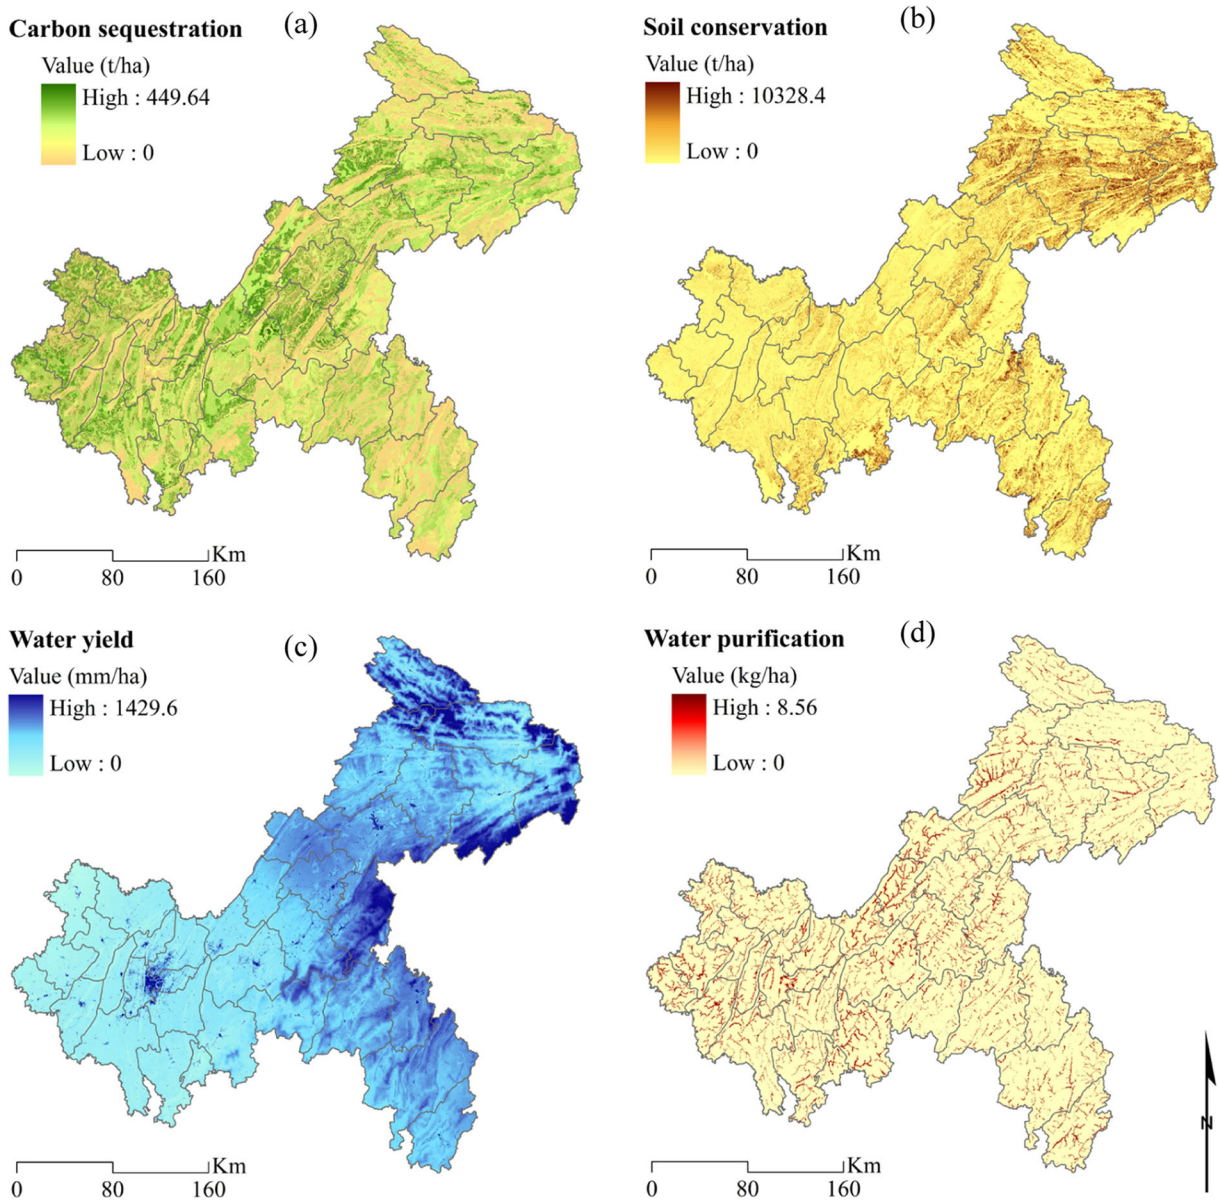 Carbon sequestration
(a)
Value (t/ha)
High : 449.64
Low : 0
Km
0 80 160
Soil conservation
(b)
Value (t/ha)
High : 10328.4
Low : 0
Km
0 80 160
Water yield
(c)
Value (mm/ha)
High : 1429.6
Low : 0
Km
0 80 160
Water purification
(d)
Value (kg/ha)
High : 8.56
Low : 0
Km
0 80 160
N